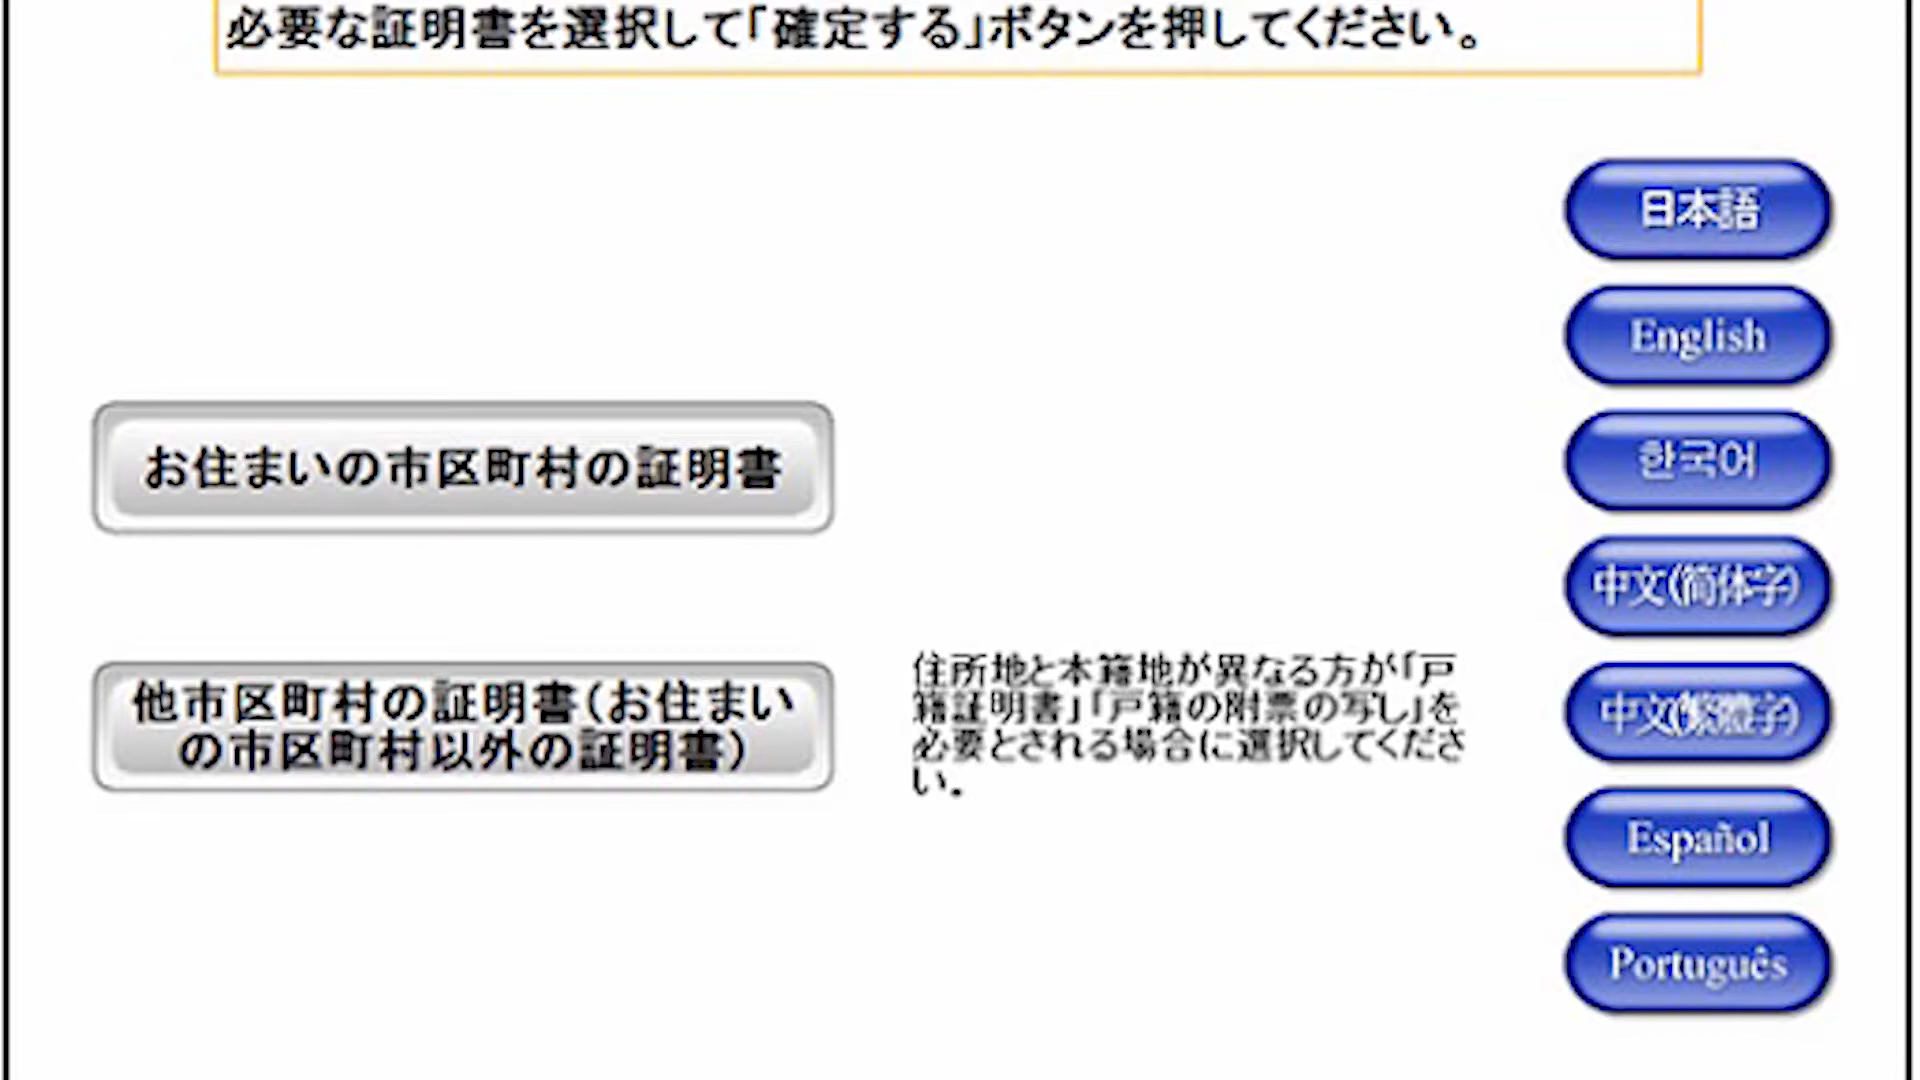 必要な証明書を選択して「確定する」ボタンを押してください。
日本語
English
お住まいの市区町村の証明書
한국어
中文(简体字)
他市区町村の証明書(お住まい
の市区町村以外の証明書)
住所地と本籍地が異なる方が「戸
籍証明書」「戸籍の附票の写し」を
必要とされる場合に選択してくださ
い。
中文(繁體字)
Español
Português